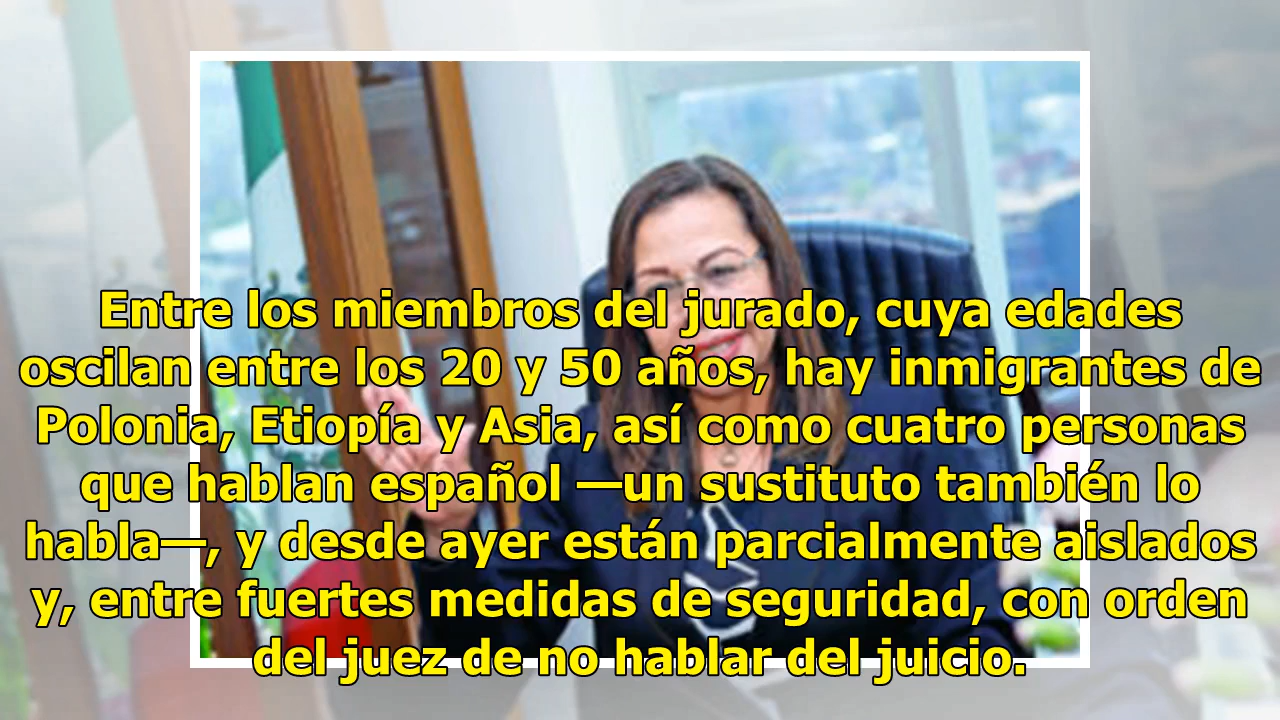 Entre los miembros del jurado, cuya edades
oscilan entre los 20 y 50 años, hay inmigrantes de
Polonia, Etiopía y Asia, así como cuatro personas
que hablan español —un sustituto también lo
habla—, y desde ayer están parcialmente aislados
y, entre fuertes medidas de seguridad, con orden
del juez de no hablar del juicio.